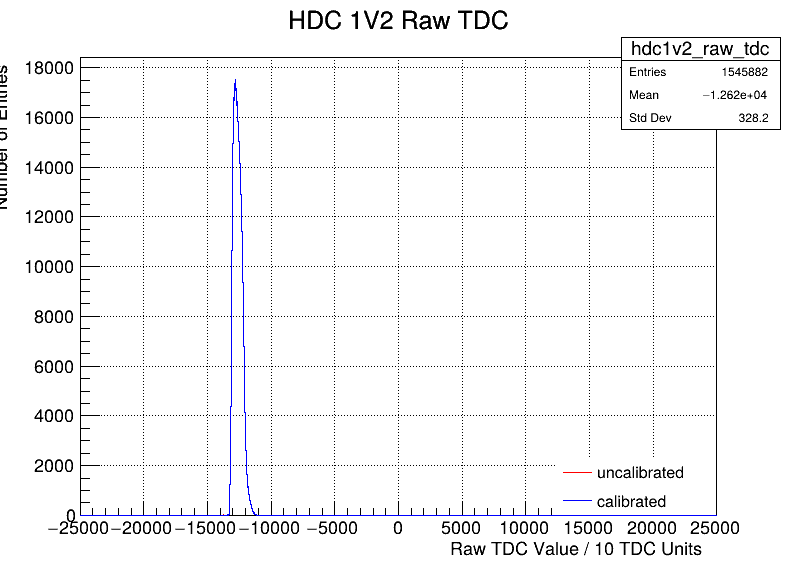 HDC 1V2 Raw TDC
hdc1v2_raw_tdc
Entries 1545882
Mean −1.262e+04
Std Dev 328.2
Number of Entries
18000
16000
14000
12000
10000
8000
6000
4000
2000
0
−25000 −20000 −15000 −10000 −5000 0 5000 10000 15000 20000 25000
uncalibrated
calibrated
Raw TDC Value / 10 TDC Units